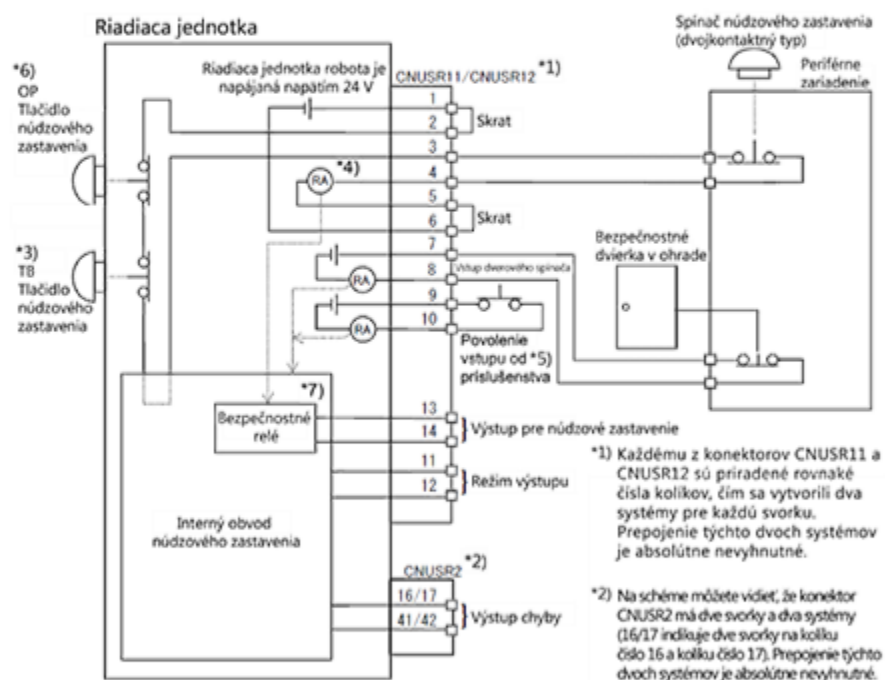 Riadiaca jednotka
Spínač núdzového zastavenia
(dvojkontaktný typ)
Periférne
zariadenie
*6)
OP
Tlačidlo
núdzového
zastavenia
Riadiaca jednotka robota je
napájaná napätím 24 V
CNUSR11/CNUSR12 *1)
1
2
Skrat
3
4
RA *4)
5
6
Skrat
*3)
TB
Tlačidlo
núdzového
zastavenia
7
8
RA
Vstup dverového spínača
9
10
RA
Povolenie
vstupu od *5)
príslušenstva
Bezpečnostné
dvierka v ohrade
*7)
Bezpečnostné
relé
13
14
Výstup pre núdzové zastavenie
11
12
Režim výstupu
Interný obvod
núdzového zastavenia
CNUSR2 *2)
16/17
41/42
Výstup chyby
*1) Každému z konektorov CNUSR11 a
CNUSR12 sú priradené rovnaké
čísla kolíkov, čím sa vytvorili dva
systémy pre každú svorku.
Prepojenie týchto dvoch systémov
je absolútne nevyhnutné.
*2) Na schéme môžete vidieť, že konektor
CNUSR2 má dve svorky a dva systémy
(16/17 indikuje dve svorky na kolíku
číslo 16 a kolíku číslo 17). Prepojenie týchto
dvoch systémov je absolútne nevyhnutné.